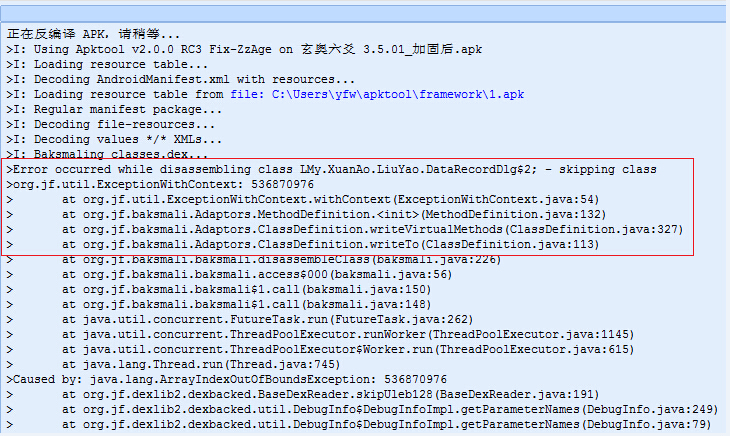 正在反编译 APK，请稍等...
>I: Using Apktool v2.0.0 RC3 Fix-ZzAge on 玄奥六爻 3.5.01_加固后.apk
>I: Loading resource table...
>I: Decoding AndroidManifest.xml with resources...
>I: Loading resource table from file: C:\Users\yfw\apktool\framework\1.apk
>I: Regular manifest package...
>I: Decoding file-resources...
>I: Decoding values */* XMLs...
>I: Baksmaling classes.dex...
>Error occurred while disassembling class LMy.XuanAo.LiuYao.DataRecordDlg$2; - skipping class
>org.jf.util.ExceptionWithContext: 536870976
>      at org.jf.util.ExceptionWithContext.withContext(ExceptionWithContext.java:54)
>      at org.jf.baksmali.Adaptors.MethodDefinition.<init>(MethodDefinition.java:132)
>      at org.jf.baksmali.Adaptors.ClassDefinition.writeVirtualMethods(ClassDefinition.java:327)
>      at org.jf.baksmali.Adaptors.ClassDefinition.writeTo(ClassDefinition.java:113)
>      at org.jf.baksmali.baksmali.disassembleClass(baksmali.java:226)
>      at org.jf.baksmali.baksmali.access$000(baksmali.java:56)
>      at org.jf.baksmali.baksmali$1.call(baksmali.java:150)
>      at org.jf.baksmali.baksmali$1.call(baksmali.java:148)
>      at java.util.concurrent.FutureTask.run(FutureTask.java:262)
>      at java.util.concurrent.ThreadPoolExecutor.runWorker(ThreadPoolExecutor.java:1145)
>      at java.util.concurrent.ThreadPoolExecutor$Worker.run(ThreadPoolExecutor.java:615)
>      at java.lang.Thread.run(Thread.java:745)
>Caused by: java.lang.ArrayIndexOutOfBoundsException: 536870976
>      at org.jf.dexlib2.dexbacked.BaseDexReader.skipUleb128(BaseDexReader.java:191)
>      at org.jf.dexlib2.dexbacked.util.DebugInfo$DebugInfoImpl.getParameterNames(DebugInfo.java:249)
>      at org.jf.dexlib2.dexbacked.util.DebugInfo$DebugInfoImpl.getParameterNames(DebugInfo.java:79)